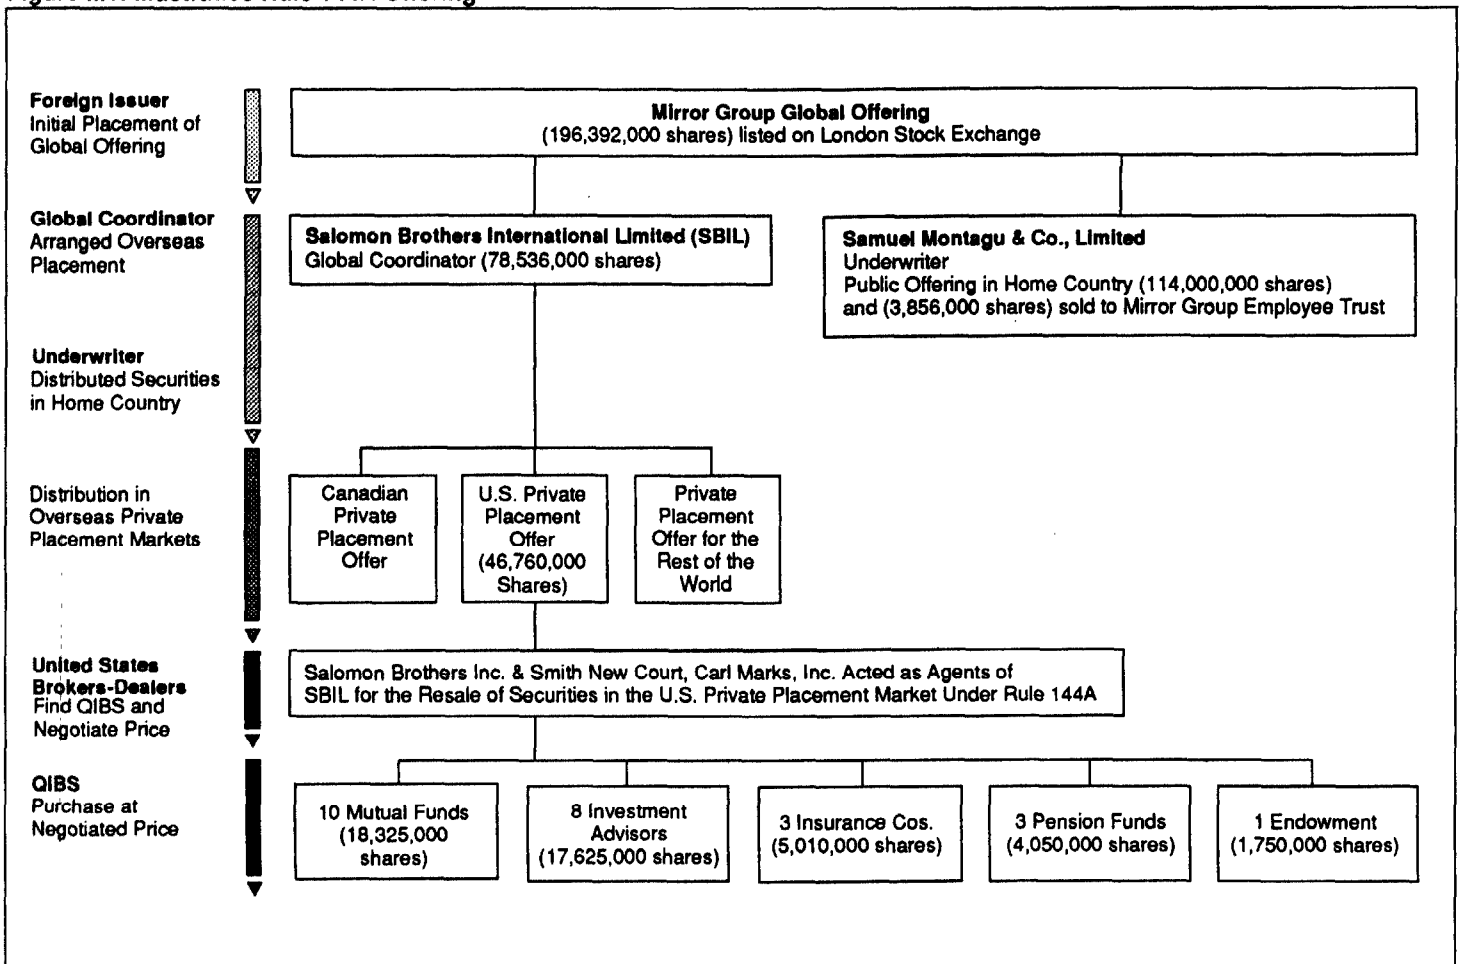 Foreign Issuer
Initial Placement of
Global Offering
Mirror Group Global Offering
(196,392,000 shares) listed on London Stock Exchange
Global Coordinator
Arranged Overseas
Placement
Salomon Brothers International Limited (SBIL)
Global Coordinator (78,536,000 shares)
Samuel Montagu & Co., Limited
Underwriter
Public Offering in Home Country (114,000,000 shares)
and (3,856,000 shares) sold to Mirror Group Employee Trust
Underwriter
Distributed Securities
in Home Country
Distribution in
Overseas Private
Placement Markets
Canadian
Private
Placement
Offer
U.S. Private
Placement
Offer
(46,760,000
Shares)
Private
Placement
Offer for the
Rest of the
World
United States
Brokers-Dealers
Find QIBS and
Negotiate Price
Salomon Brothers Inc. & Smith New Court, Carl Marks, Inc. Acted as Agents of
SBIL for the Resale of Securities in the U.S. Private Placement Market Under Rule 144A
QIBS
Purchase at
Negotiated Price
10 Mutual Funds
(18,325,000
shares)
8 Investment
Advisors
(17,625,000 shares)
3 Insurance Cos.
(5,010,000 shares)
3 Pension Funds
(4,050,000 shares)
1 Endowment
(1,750,000 shares)